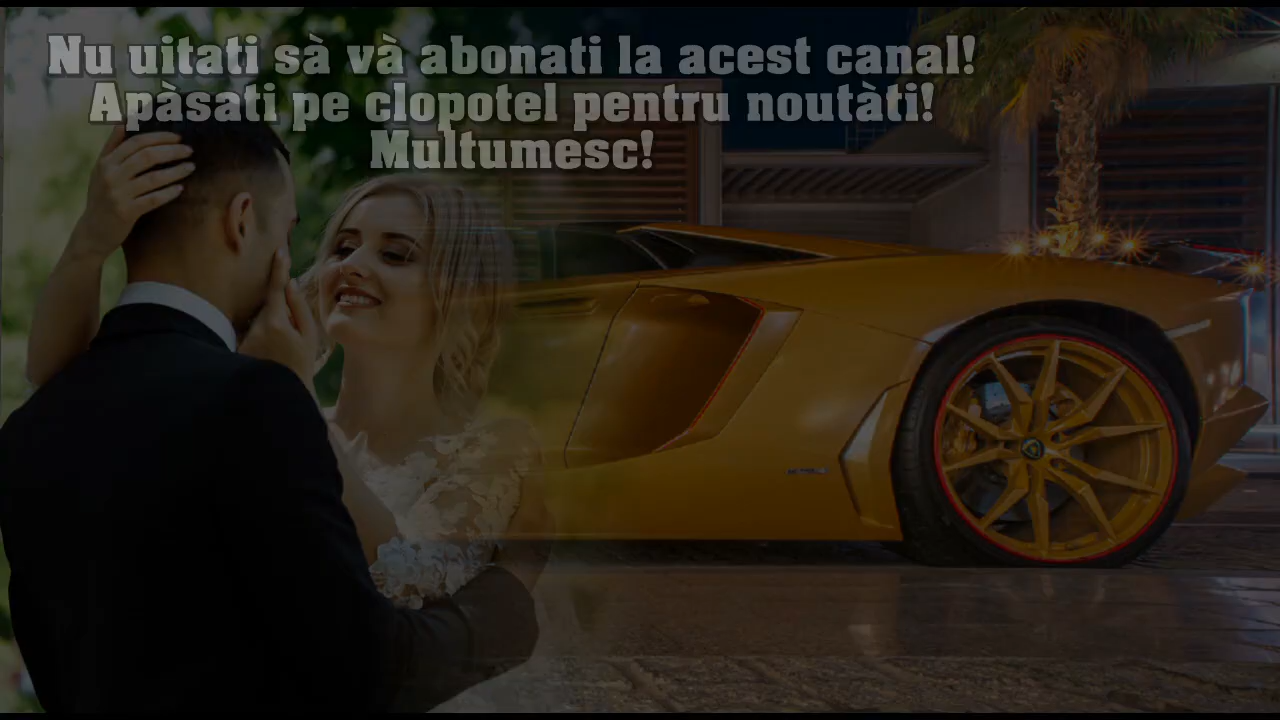 Nu uitati sà và abonati la acest canal!
Apàsati pe clopotel pentru noutàti!
Multumesc!